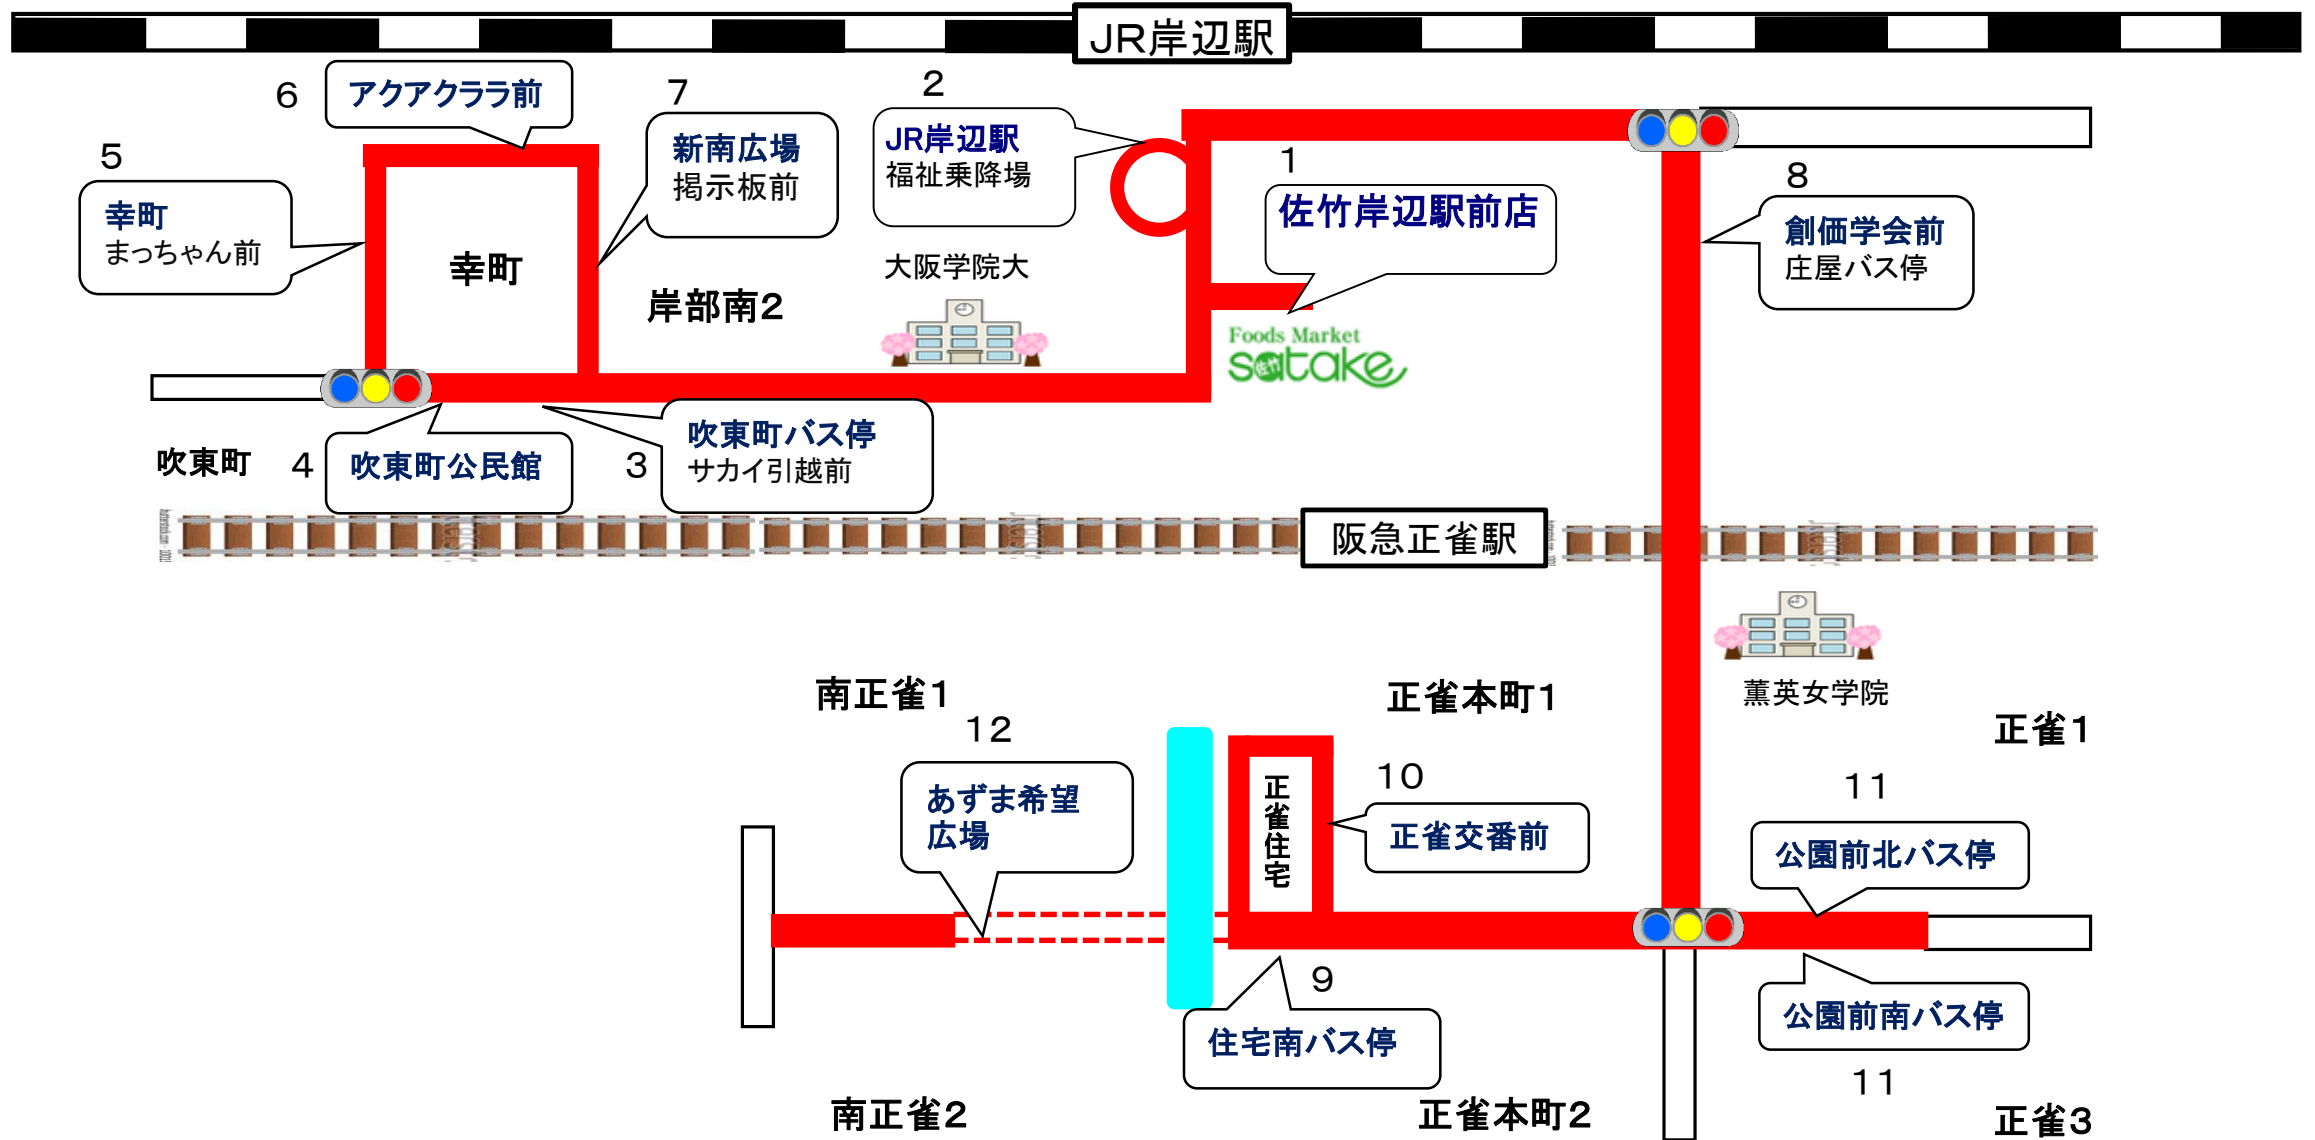 JR岸辺駅
6
アクアクララ前
7
新南広場
掲示板前
2
JR岸辺駅
福祉乗降場
1
佐竹岸辺駅前店
8
創価学会前
庄屋バス停
5
幸町
まっちゃん前
幸町
岸部南2
大阪学院大
Foods Market
satake
吹東町
4
吹東町公民館
3
吹東町バス停
サカイ引越前
阪急正雀駅
薫英女学院
南正雀1
正雀本町1
正雀1
12
あずま希望
広場
正雀住宅
10
正雀交番前
11
公園前北バス停
9
住宅南バス停
公園前南バス停
11
南正雀2
正雀本町2
正雀3